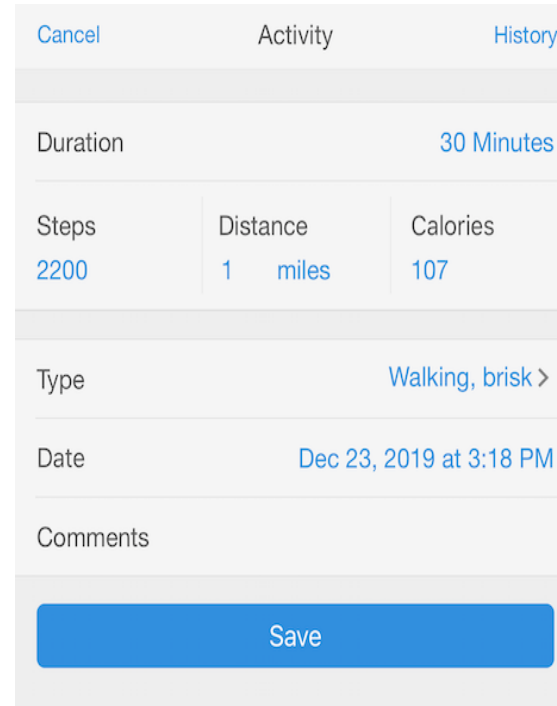 Cancel Activity History
Duration 30 Minutes
Steps Distance Calories
2200 1 miles 107
Type Walking, brisk
Date Dec 23, 2019 at 3:18 PM
Comments
Save